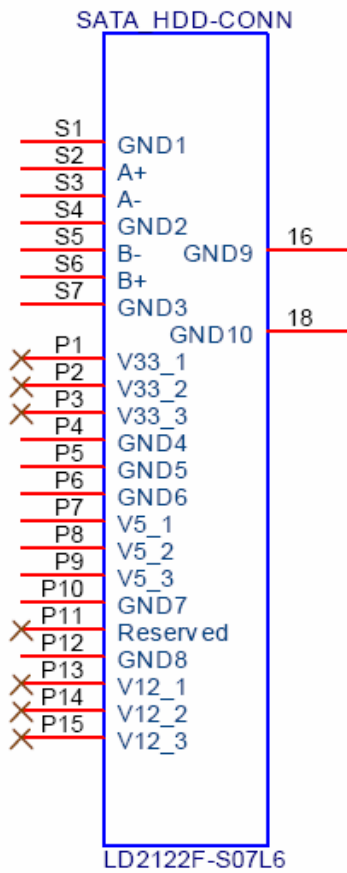 SATA HDD-CONN
S1 GND1
S2 A+
S3 A-
S4 GND2
S5 B- GND9 16
S6 B+
S7 GND3
GND10 18
P1 V33_1
P2 V33_2
P3 V33_3
P4 GND4
P5 GND5
P6 GND6
P7 V5_1
P8 V5_2
P9 V5_3
P10 GND7
P11 Reserved
P12 GND8
P13 V12_1
P14 V12_2
P15 V12_3
LD2122F-S07L6